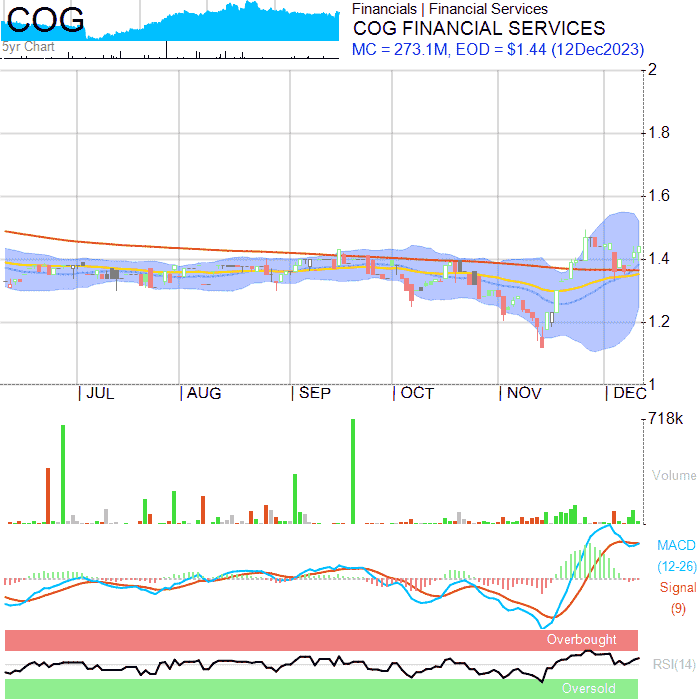 COG
5yr Chart
Financials | Financial Services
COG FINANCIAL SERVICES
MC = 273.1M, EOD = $1.44 (12Dec2023)
2
1.8
1.6
1.4
1.2
1
JUL
AUG
SEP
OCT
NOV
DEC
718k
Volume
MACD
(12-26)
Signal
(9)
Overbought
RSI(14)
Oversold